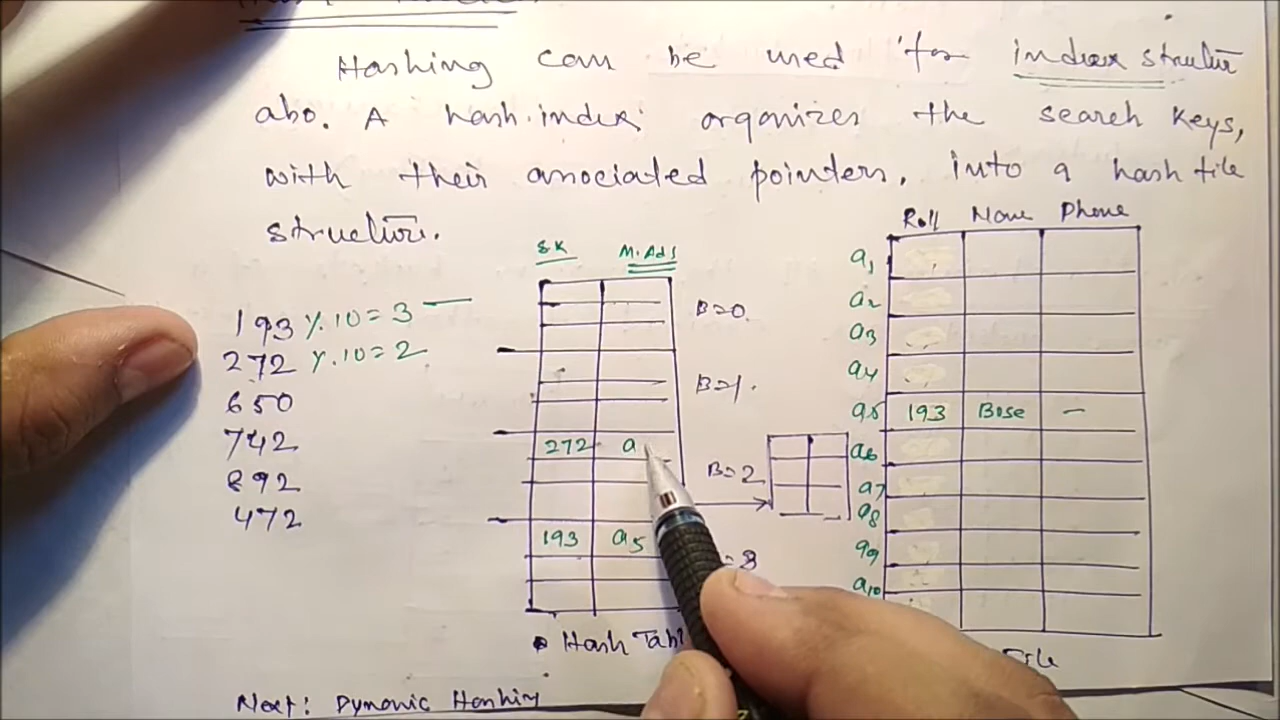 Hashing can be used for index structure
also. A hash index organizes the search keys,
with their associated pointers, into a hash file
structure.
Roll Name Phone
S.K M.Ads
193 % 10 = 3
272 % 10 = 2
650
742
892
472
B=0
B=1
B=2
=3
272 a
193 a5
a1
a2
a3
a4
a5 193 Bose –
a6
a7
a8
a9
a10
Hash Tabl
File
Next: Dynamic Hashing